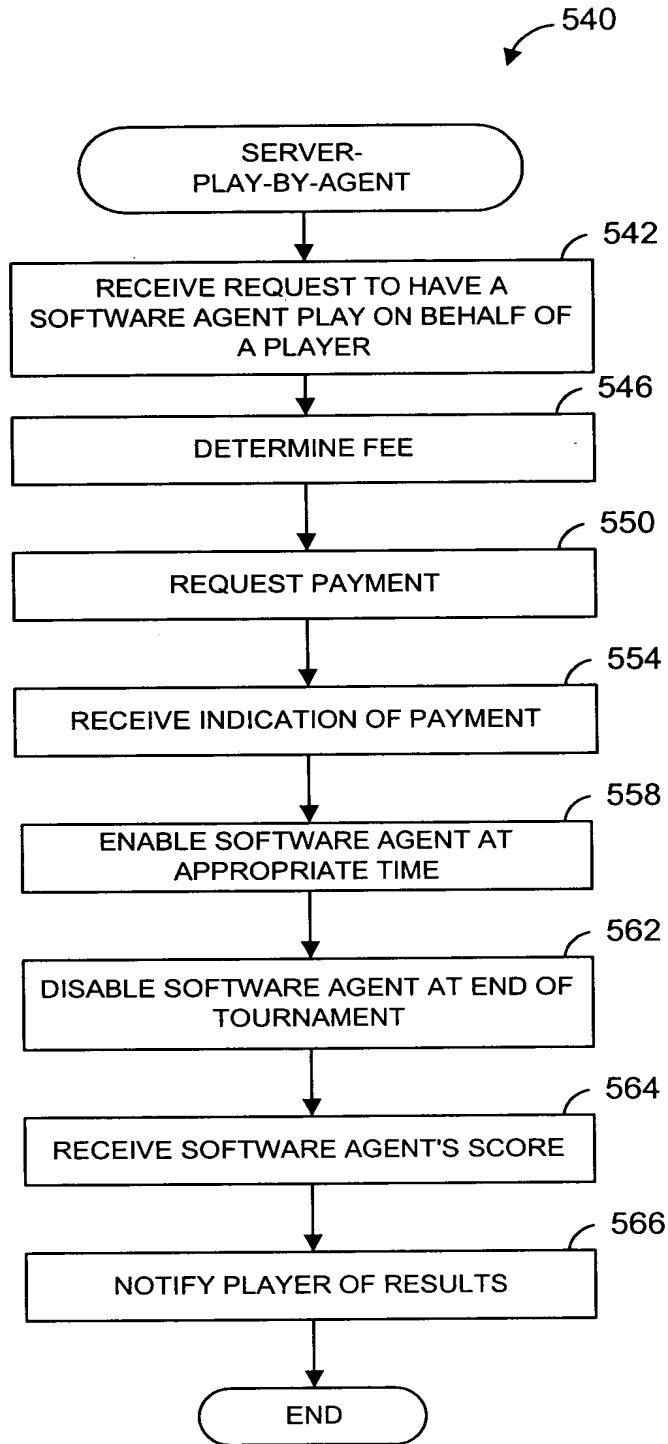 540
SERVER-
PLAY-BY-AGENT
542
RECEIVE REQUEST TO HAVE A
SOFTWARE AGENT PLAY ON BEHALF OF
A PLAYER
546
DETERMINE FEE
550
REQUEST PAYMENT
554
RECEIVE INDICATION OF PAYMENT
558
ENABLE SOFTWARE AGENT AT
APPROPRIATE TIME
562
DISABLE SOFTWARE AGENT AT END OF
TOURNAMENT
564
RECEIVE SOFTWARE AGENT'S SCORE
566
NOTIFY PLAYER OF RESULTS
END